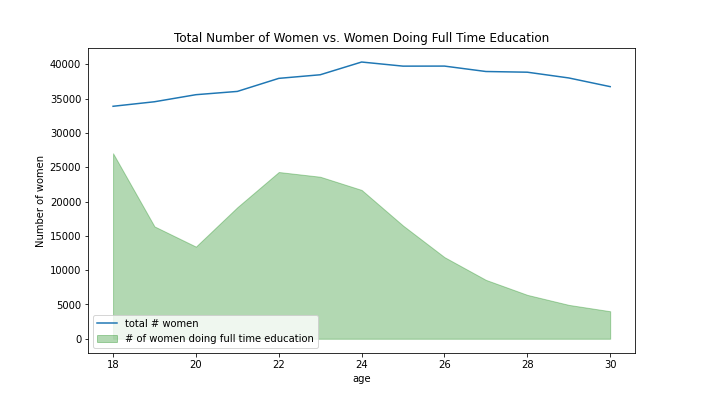 Total Number of Women vs. Women Doing Full Time Education
40000
35000
30000
25000
20000
15000
10000
5000
0
Number of women
total # women
# of women doing full time education
18 20 22 24 26 28 30
age